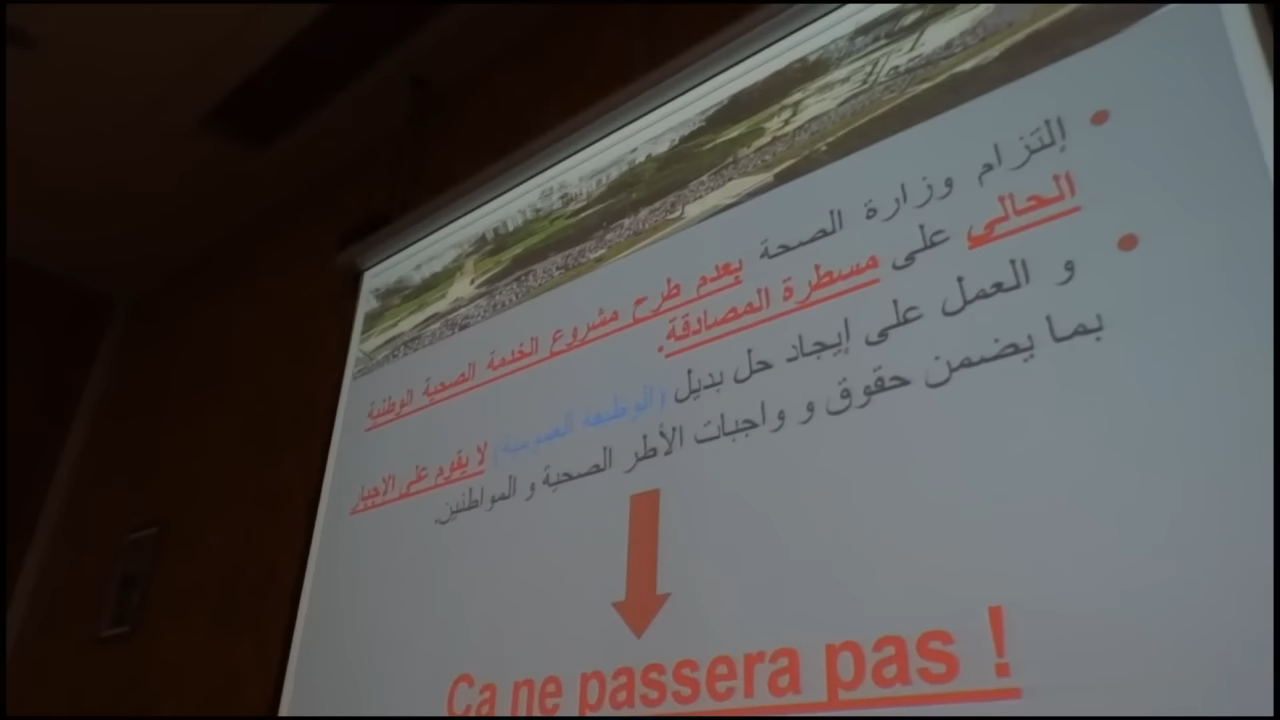 إلتزام وزارة الصحة بعدم طرح مشروع الخدمة الصحية الوطنية
الحالي على مسطرة المصادقة.
و العمل على إيجاد حل بديل (الوظيفة العمومية) لا يقوم على الاجبار
بما يضمن حقوق و واجبات الأطر الصحية و المواطنين.
Ca ne passera pas !